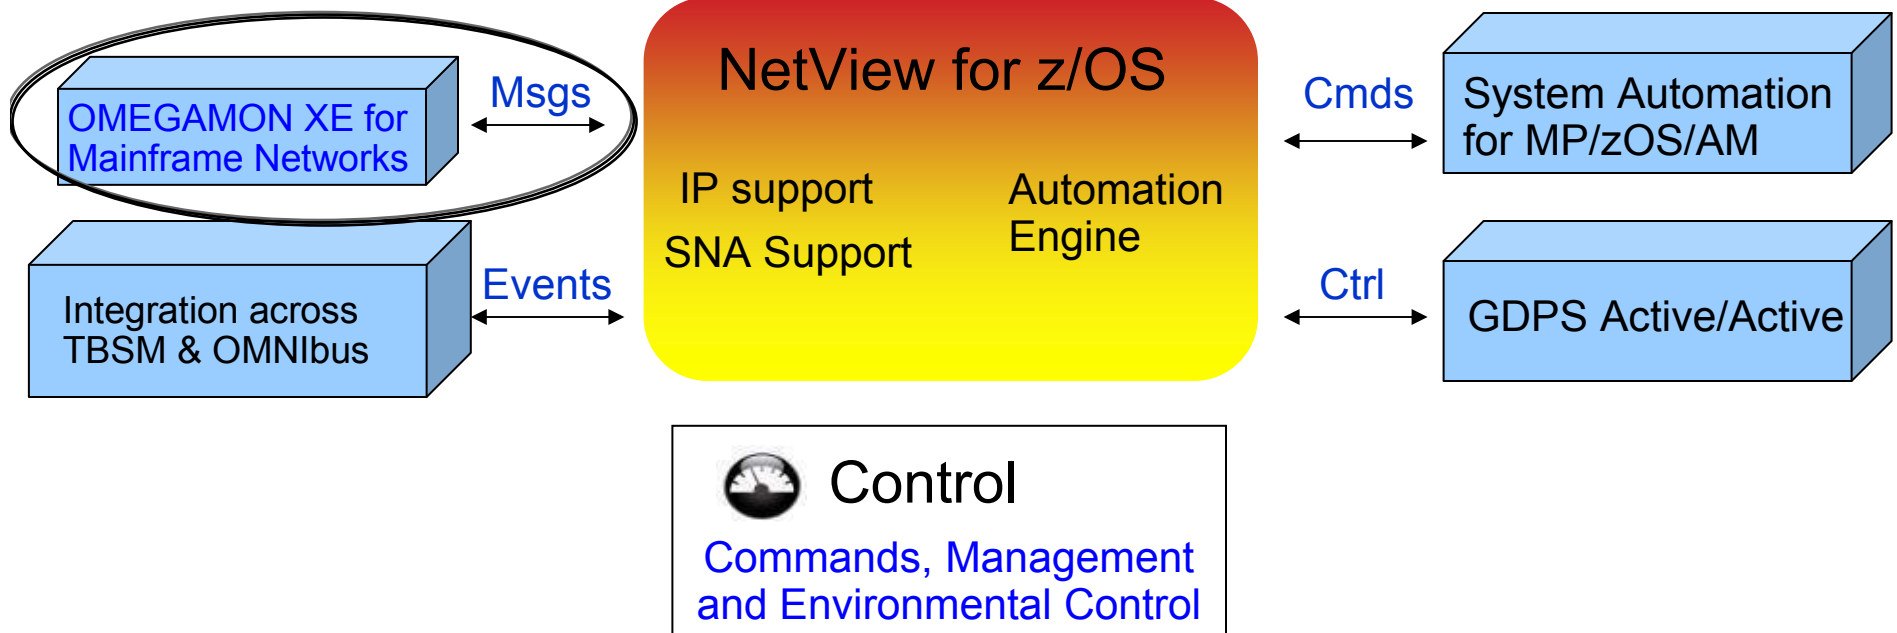 NetView for z/OS
OMEGAMON XE for
Mainframe Networks
Msgs
Cmds
System Automation
for MP/zOS/AM
IP support
SNA Support
Automation
Engine
Integration across
TBSM & OMNIbus
Events
Ctrl
GDPS Active/Active
Control
Commands, Management
and Environmental Control